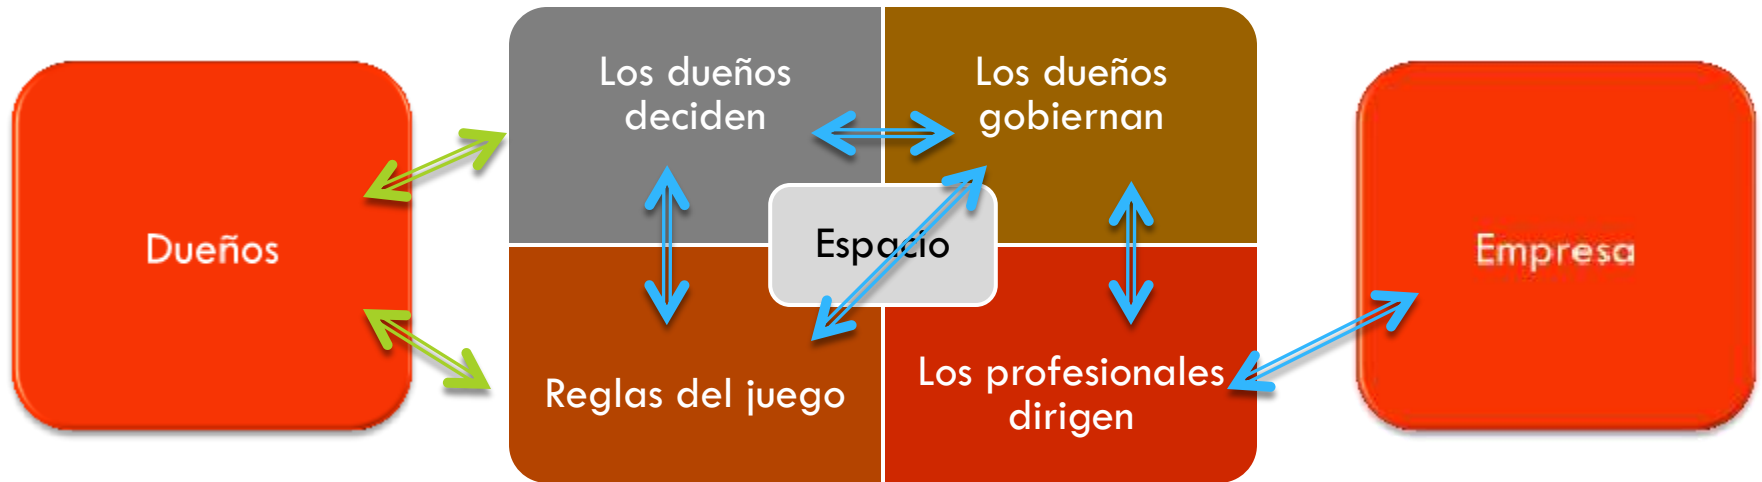 Dueños
Los dueños
deciden
Los dueños
gobiernan
Espacio
Reglas del juego
Los profesionales
dirigen
Empresa